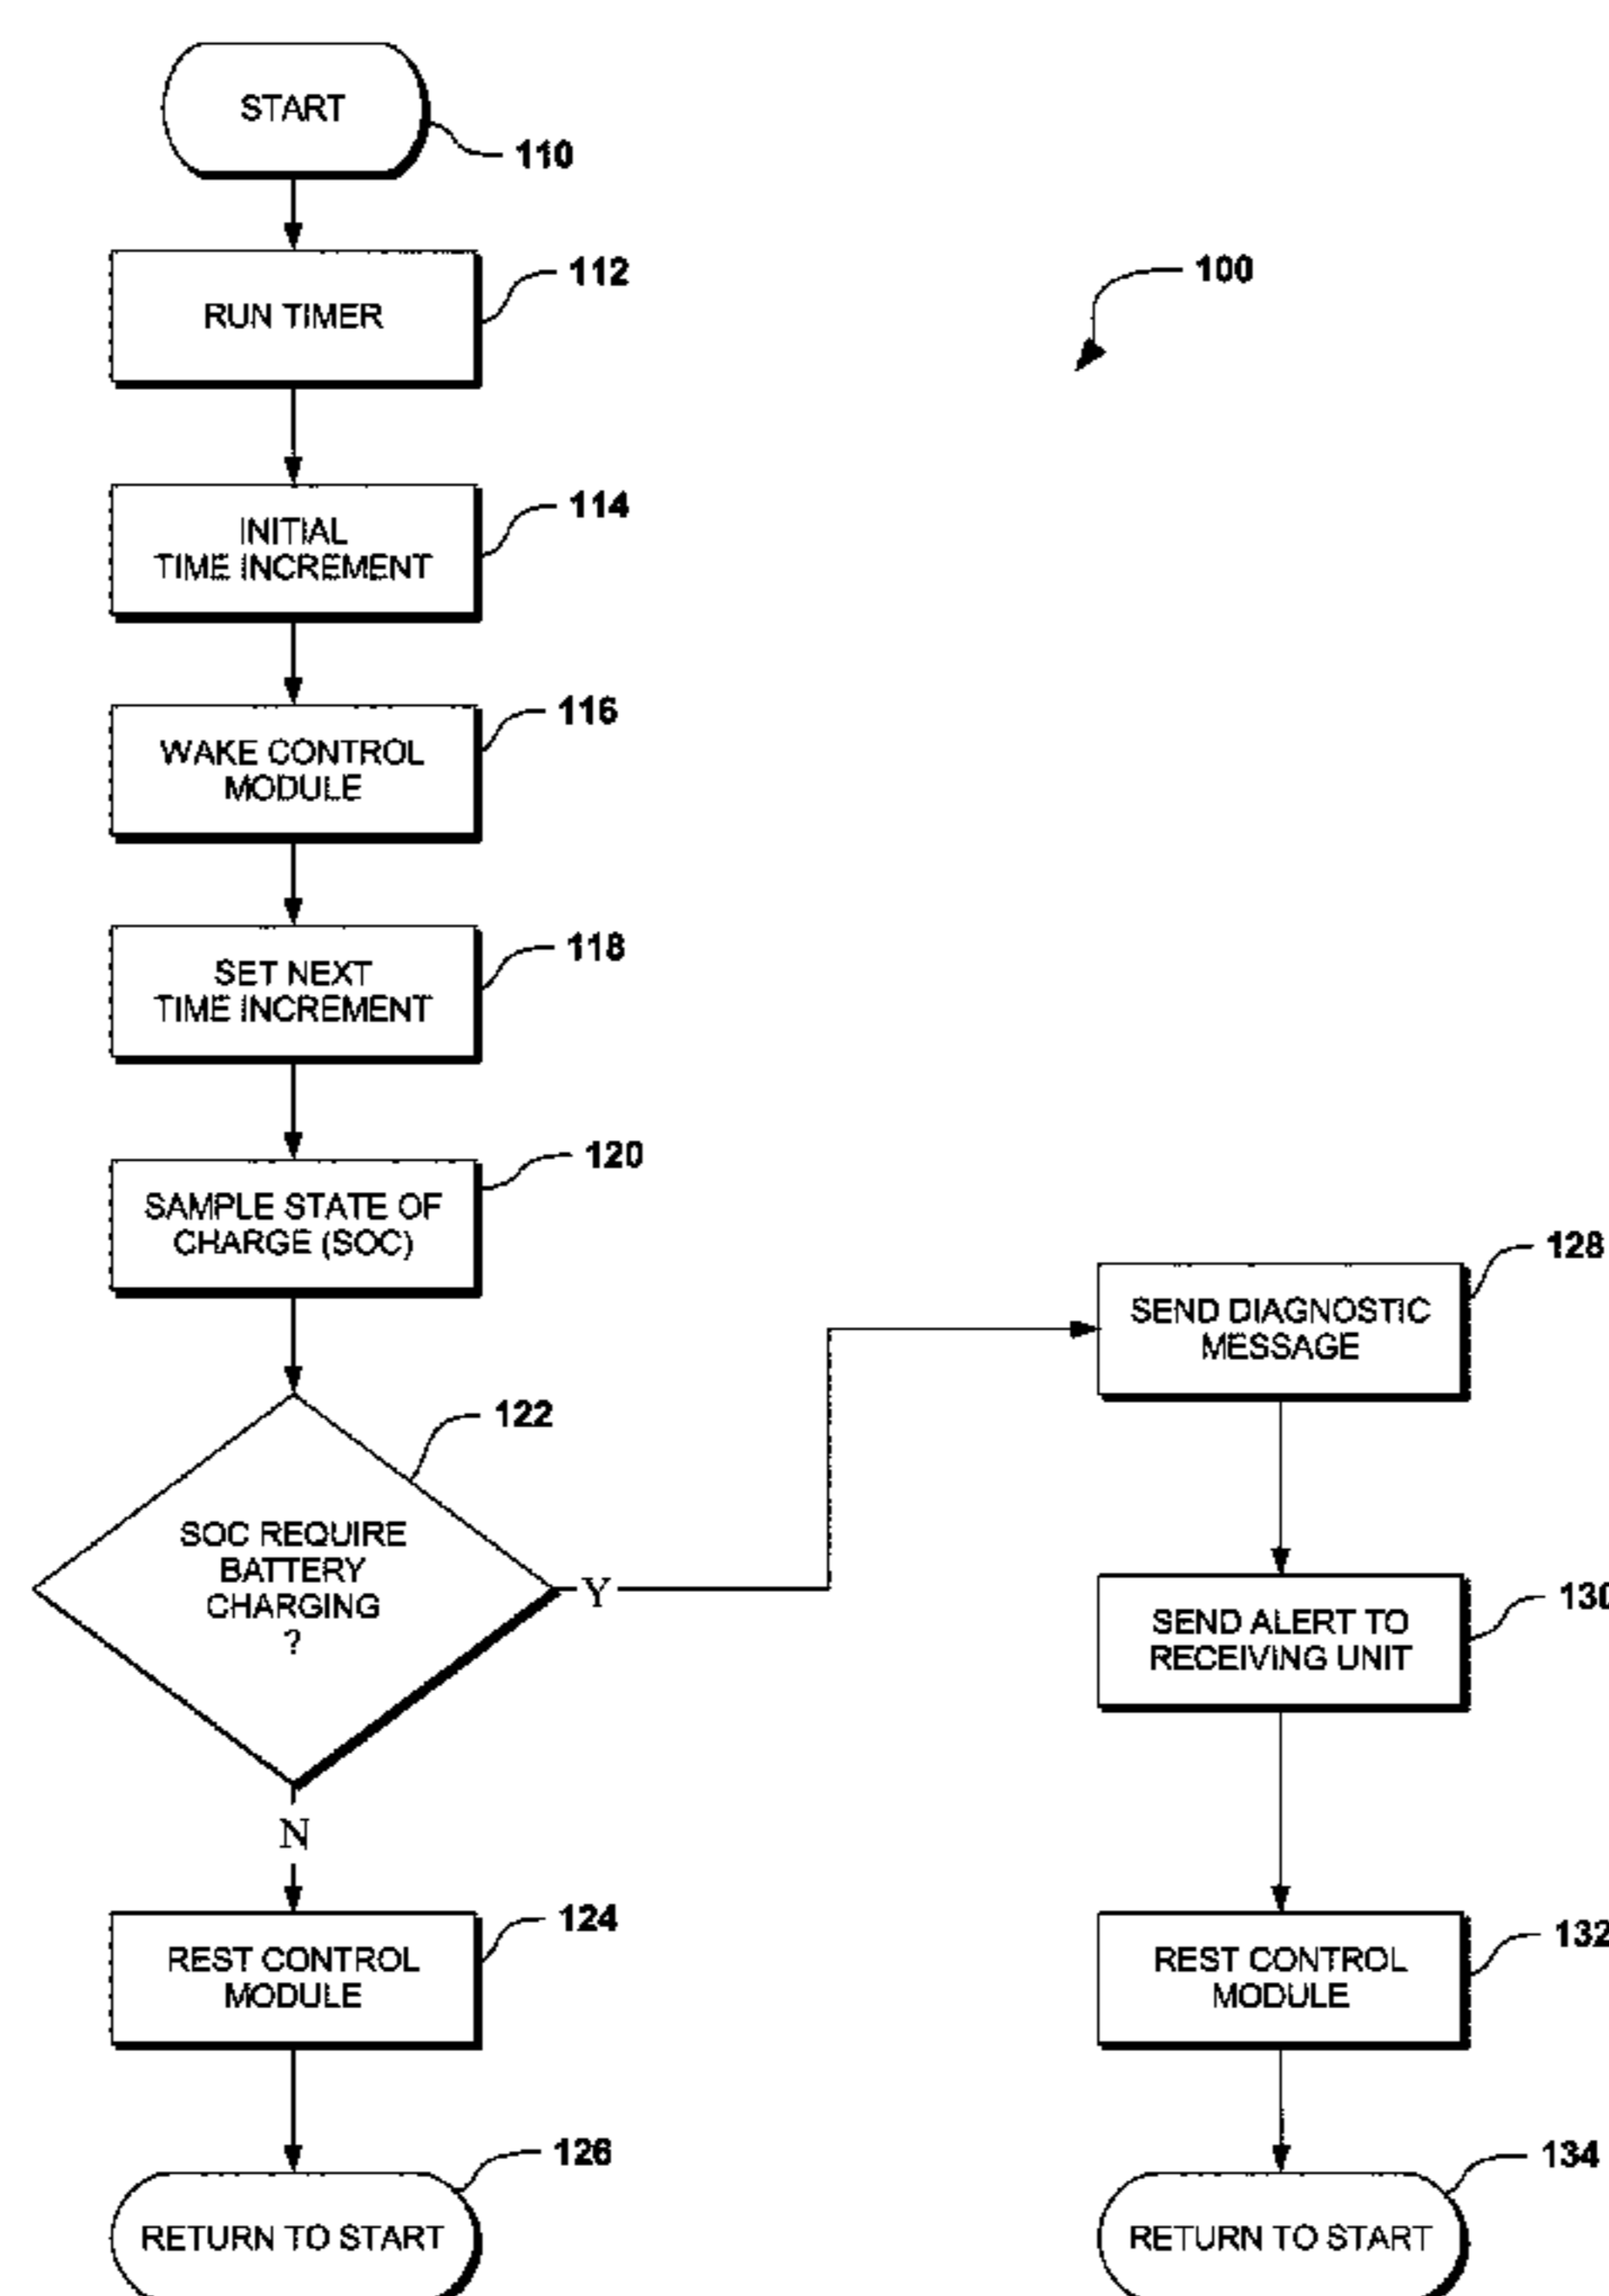 START
110
RUN TIMER
112
100
INITIAL
TIME INCREMENT
114
WAKE CONTROL
MODULE
116
SET NEXT
TIME INCREMENT
118
SAMPLE STATE OF
CHARGE (SOC)
120
SOC REQUIRE
BATTERY
CHARGING
?
122
Y
N
REST CONTROL
MODULE
124
RETURN TO START
126
SEND DIAGNOSTIC
MESSAGE
128
SEND ALERT TO
RECEIVING UNIT
130
REST CONTROL
MODULE
132
RETURN TO START
134